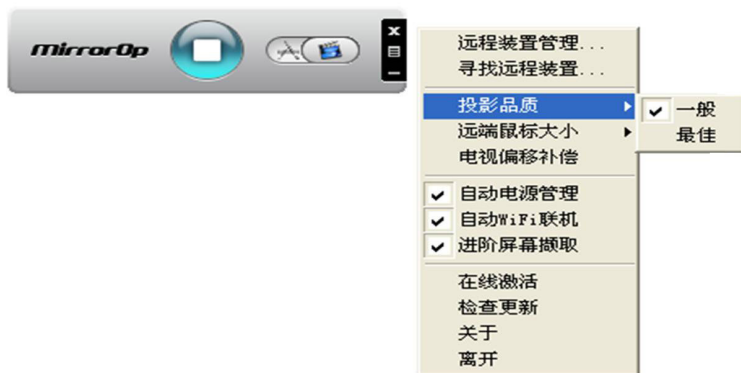 MirrorOp
远程装置管理...
寻找远程装置...
投影品质
一般
最佳
远端鼠标大小
电视偏移补偿
自动电源管理
自动WiFi联机
进阶屏幕撷取
在线激活
检查更新
关于
离开